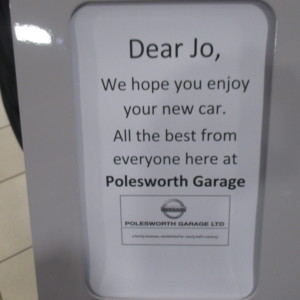 Dear Jo,
We hope you enjoy
your new car.
All the best from
everyone here at
Polesworth Garage
NISSAN
POLESWORTH GARAGE LTD